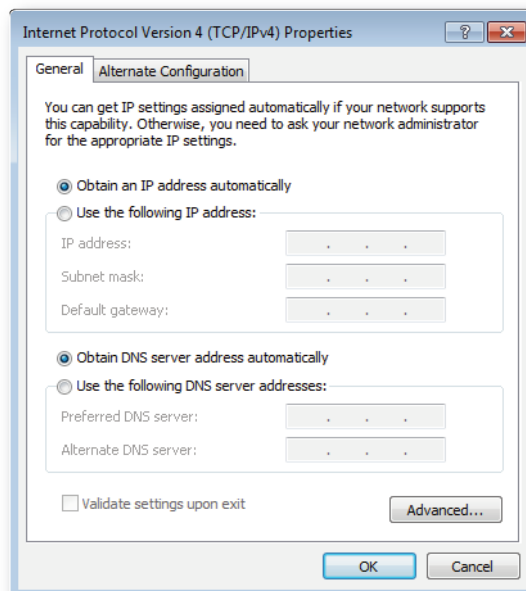 Internet Protocol Version 4 (TCP/IPv4) Properties
General
Alternate Configuration
You can get IP settings assigned automatically if your network supports
this capability. Otherwise, you need to ask your network administrator
for the appropriate IP settings.
Obtain an IP address automatically
Use the following IP address:
IP address:
Subnet mask:
Default gateway:
Obtain DNS server address automatically
Use the following DNS server addresses:
Preferred DNS server:
Alternate DNS server:
Validate settings upon exit
Advanced...
OK
Cancel